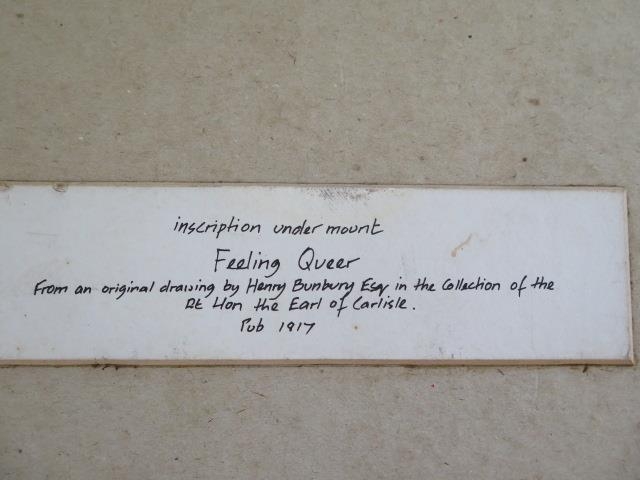 inscription under mount
Feeling Queer
From an original drawing by Henry Bunbury Esqr in the Collection of the
Rt Hon the Earl of Carlisle.
Pub 1917